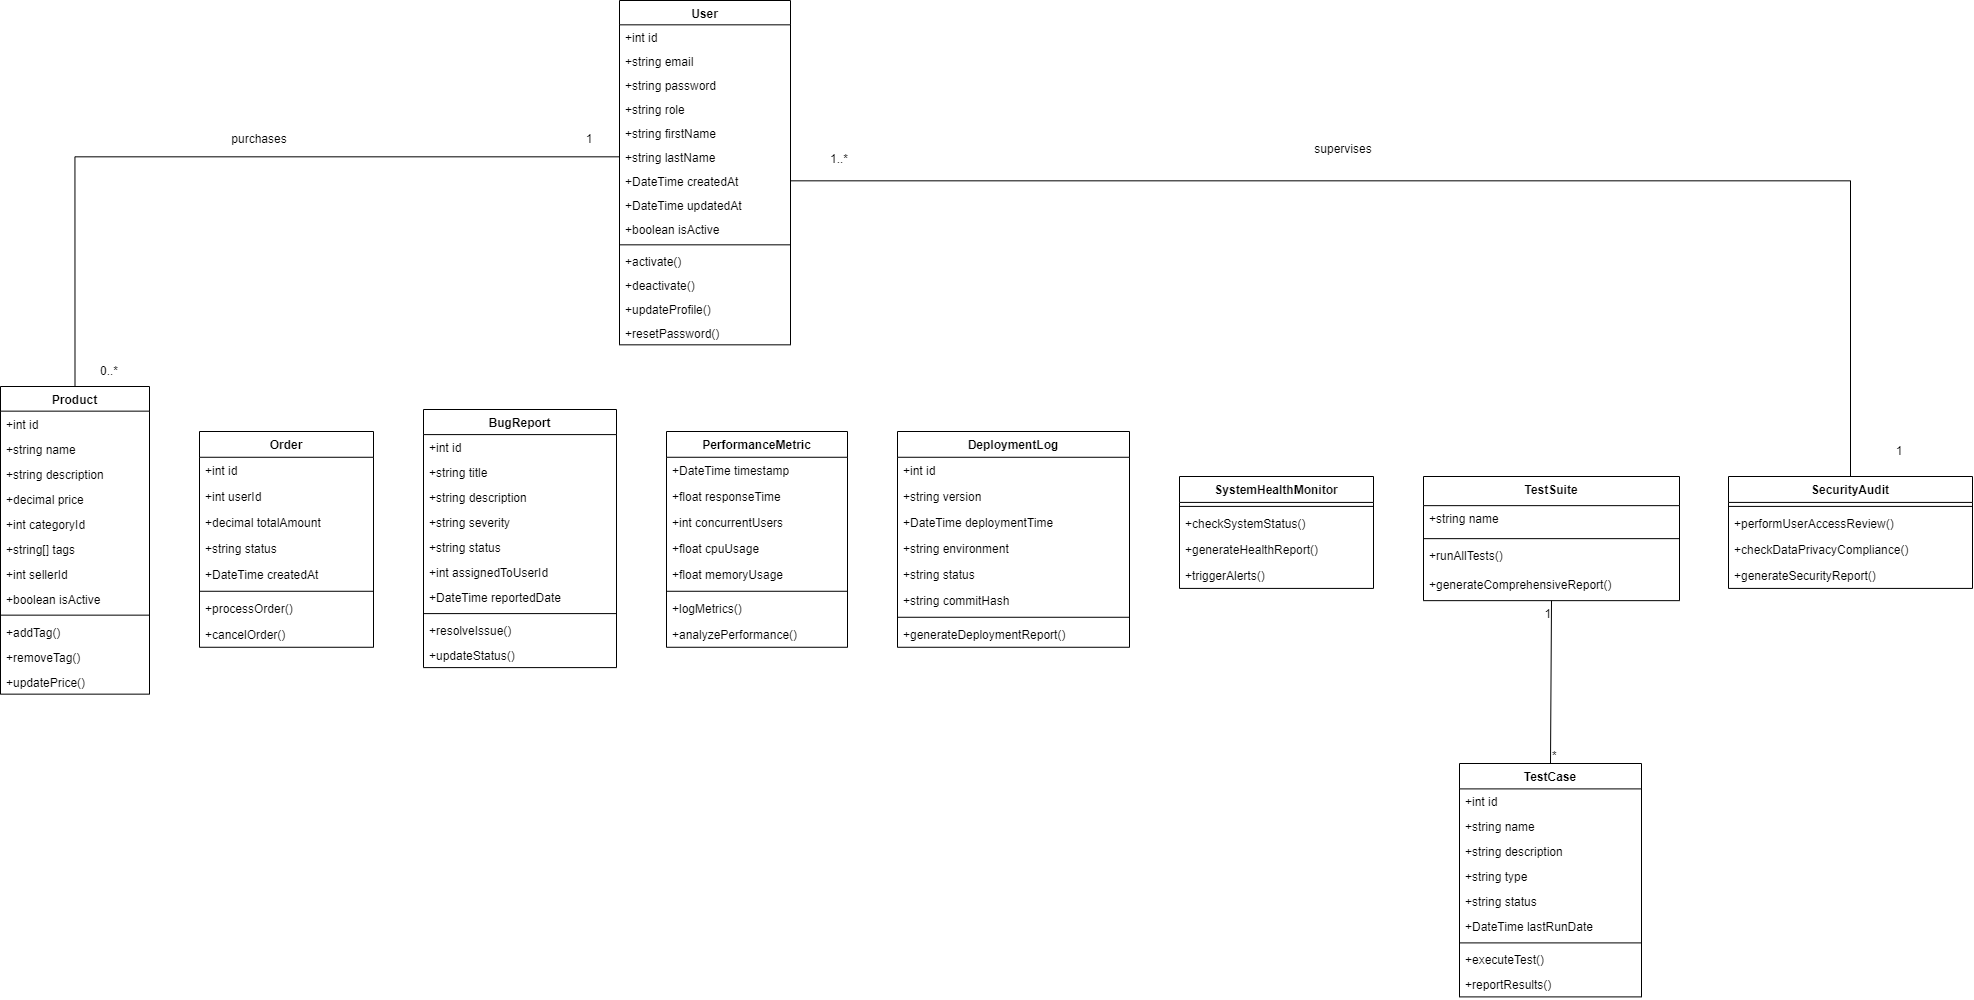 User
+int id
+string email
+string password
+string role
+string firstName
+string lastName
+DateTime createdAt
+DateTime updatedAt
+boolean isActive
+activate()
+deactivate()
+updateProfile()
+resetPassword()
purchases
1
1..*
supervises
0..*
1
Product
+int id
+string name
+string description
+decimal price
+int categoryId
+string[] tags
+int sellerId
+boolean isActive
+addTag()
+removeTag()
+updatePrice()
Order
+int id
+int userId
+decimal totalAmount
+string status
+DateTime createdAt
+processOrder()
+cancelOrder()
BugReport
+int id
+string title
+string description
+string severity
+string status
+int assignedToUserId
+DateTime reportedDate
+resolveIssue()
+updateStatus()
PerformanceMetric
+DateTime timestamp
+float responseTime
+int concurrentUsers
+float cpuUsage
+float memoryUsage
+logMetrics()
+analyzePerformance()
DeploymentLog
+int id
+string version
+DateTime deploymentTime
+string environment
+string status
+string commitHash
+generateDeploymentReport()
SystemHealthMonitor
+checkSystemStatus()
+generateHealthReport()
+triggerAlerts()
TestSuite
+string name
+runAllTests()
+generateComprehensiveReport()
SecurityAudit
+performUserAccessReview()
+checkDataPrivacyCompliance()
+generateSecurityReport()
1
*
TestCase
+int id
+string name
+string description
+string type
+string status
+DateTime lastRunDate
+executeTest()
+reportResults()